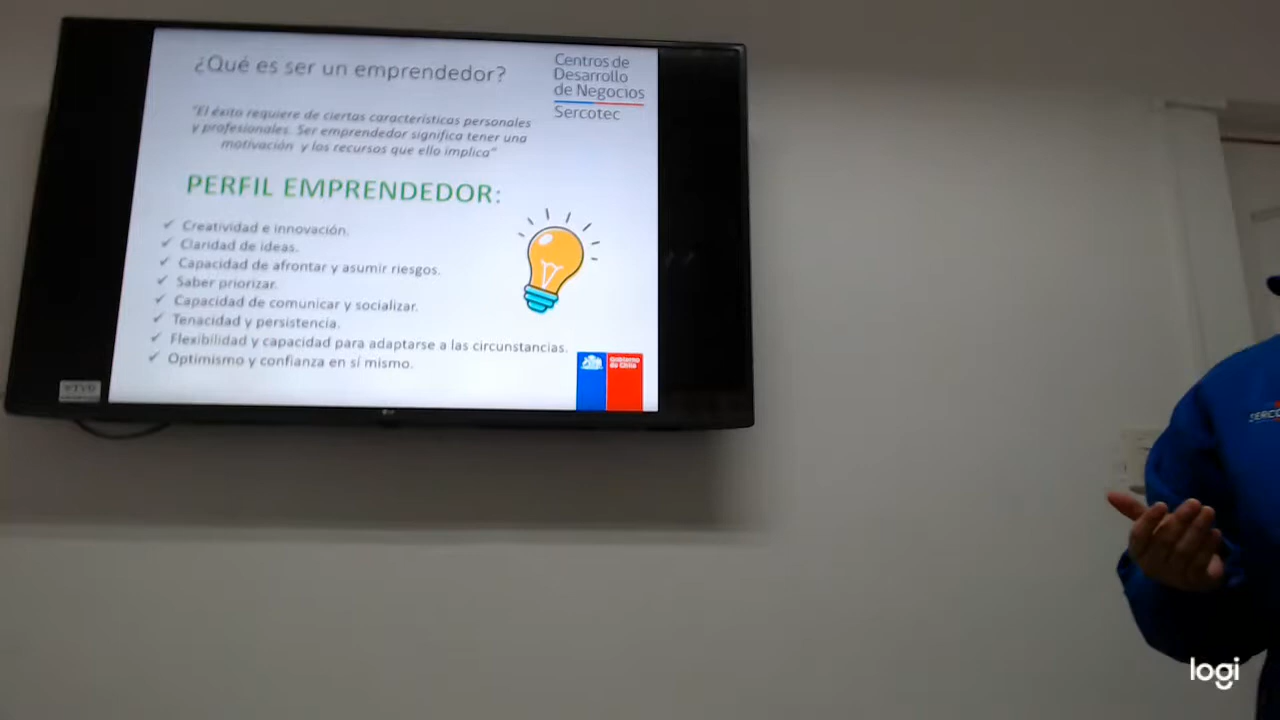 ¿Qué es ser un emprendedor?
Centros de
Desarrollo
de Negocios
Sercotec
"El éxito requiere de ciertas características personales
y profesionales. Ser emprendedor significa tener una
motivación y los recursos que ello implica"
PERFIL EMPRENDEDOR:
✓ Creatividad e innovación.
✓ Claridad de ideas.
✓ Capacidad de afrontar y asumir riesgos.
✓ Saber priorizar.
✓ Capacidad de comunicar y socializar.
✓ Tenacidad y persistencia.
✓ Flexibilidad y capacidad para adaptarse a las circunstancias.
✓ Optimismo y confianza en sí mismo.
Gobierno
de Chile
LG
SERCO
logi